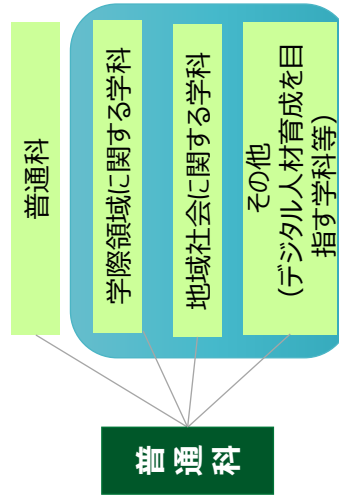 普通科
普通科
学際領域に関する学科
地域社会に関する学科
その他
(デジタル人材育成を目
指す学科等)